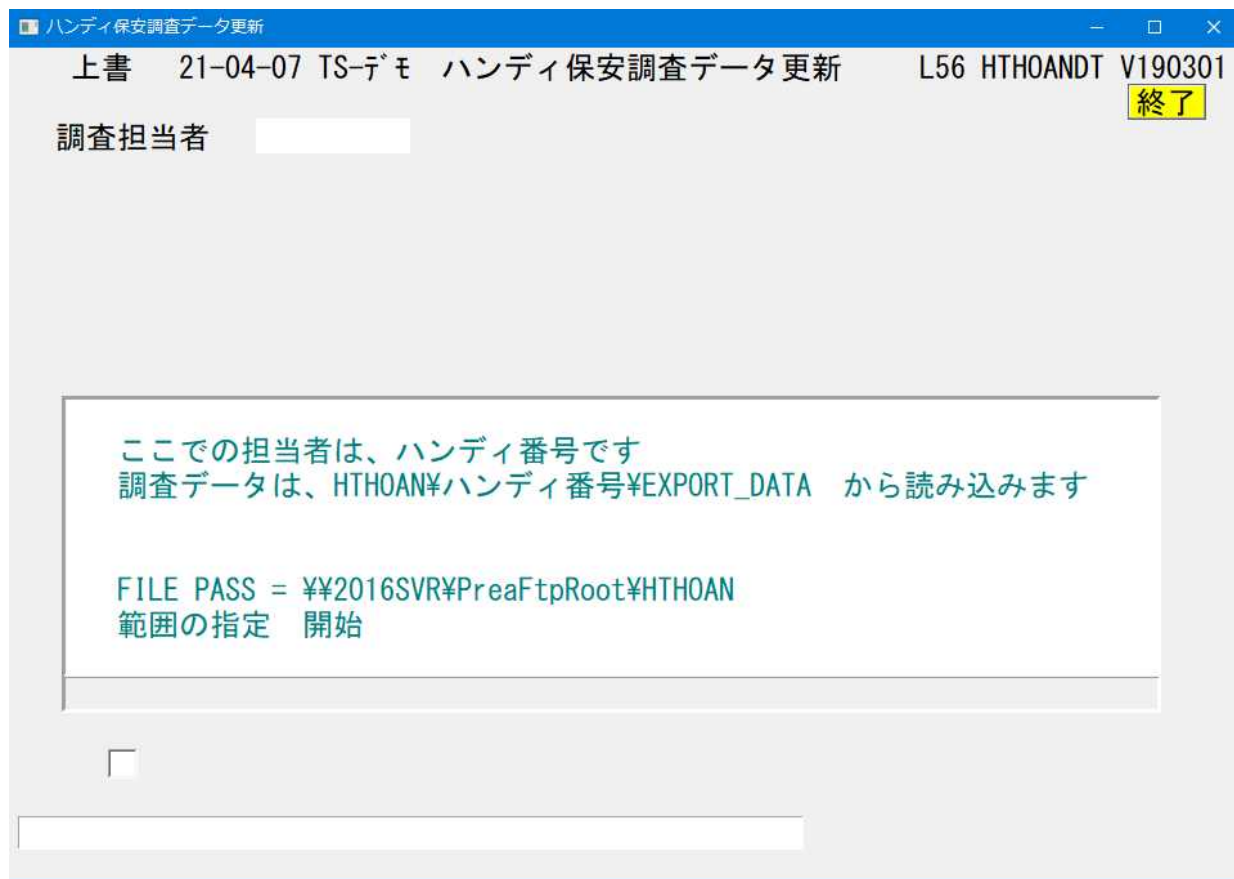 ハンディ保安調査データ更新
上書 21-04-07 TS-ﾃﾞﾓ ハンディ保安調査データ更新 L56 HTHOANDT V190301
終了
調査担当者
ここでの担当者は、ハンディ番号です
調査データは、HTHOAN¥ハンディ番号¥EXPORT_DATA から読み込みます
FILE PASS = ¥¥2016SVR¥PreaFtpRoot¥HTHOAN
範囲の指定 開始